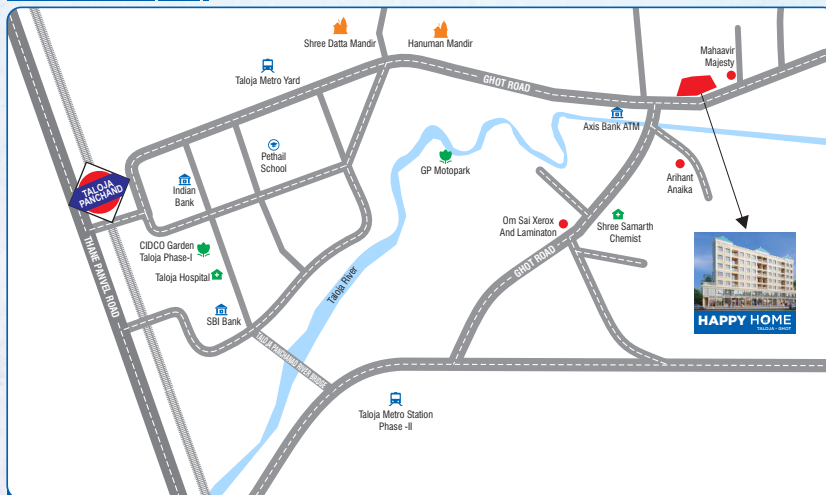 Shree Datta Mandir
Hanuman Mandir
Mahaavir
Majesty
Taloja Metro Yard
GHOT ROAD
Axis Bank ATM
Pethail
School
GP Motopark
Arihant
Anaika
TALOJA
PANCHAND
Indian
Bank
Om Sai Xerox
And Laminaton
Shree Samarth
Chemist
CIDCO Garden
Taloja Phase-I
THANE PANVEL ROAD
Taloja Hospital
GHOT ROAD
Taloja River
SBI Bank
HAPPY HOME
TALOJA - GHOT
TALOJA PANCHANAD RIVER BRIDGE
Taloja Metro Station
Phase -II